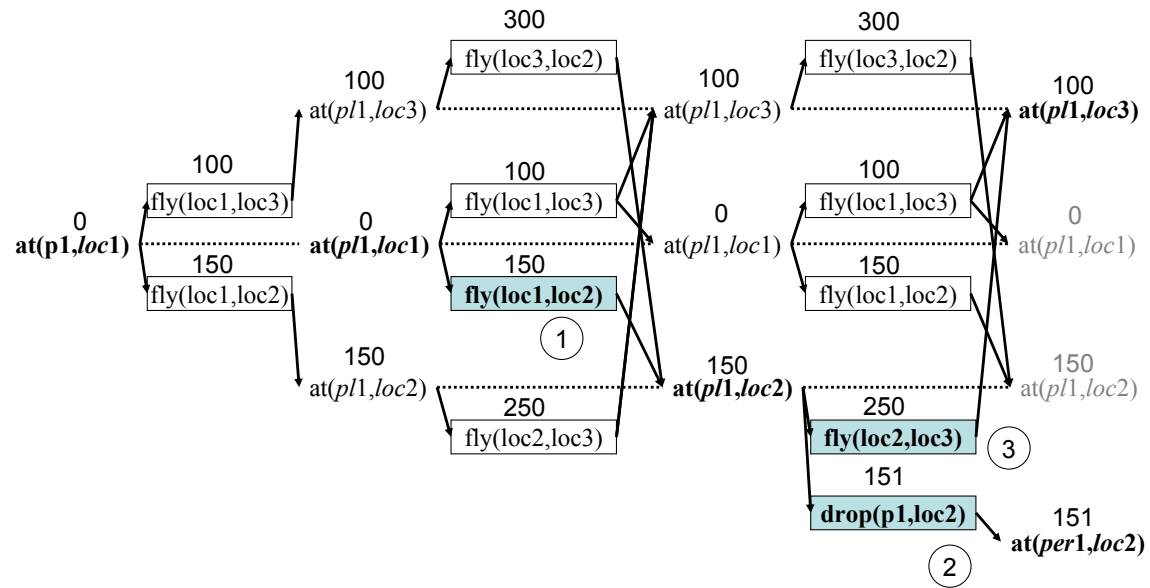 300
300
fly(loc3,loc2)
fly(loc3,loc2)
100
100
100
at(pl1,loc3)
at(pl1,loc3)
at(pl1,loc3)
100
100
100
fly(loc1,loc3)
fly(loc1,loc3)
fly(loc1,loc3)
0
0
0
0
at(p1,loc1)
at(pl1,loc1)
at(pl1,loc1)
at(pl1,loc1)
150
150
150
fly(loc1,loc2)
fly(loc1,loc2)
fly(loc1,loc2)
1
150
150
150
at(pl1,loc2)
at(pl1,loc2)
at(pl1,loc2)
250
250
fly(loc2,loc3)
fly(loc2,loc3)
3
151
drop(p1,loc2)
151
at(per1,loc2)
2